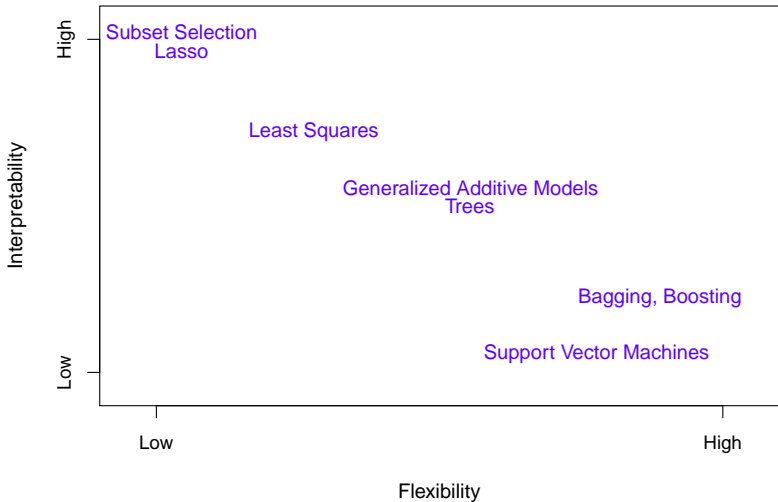 High
Subset Selection
Lasso
Least Squares
Generalized Additive Models
Trees
Interpretability
Bagging, Boosting
Support Vector Machines
Low
Low
High
Flexibility